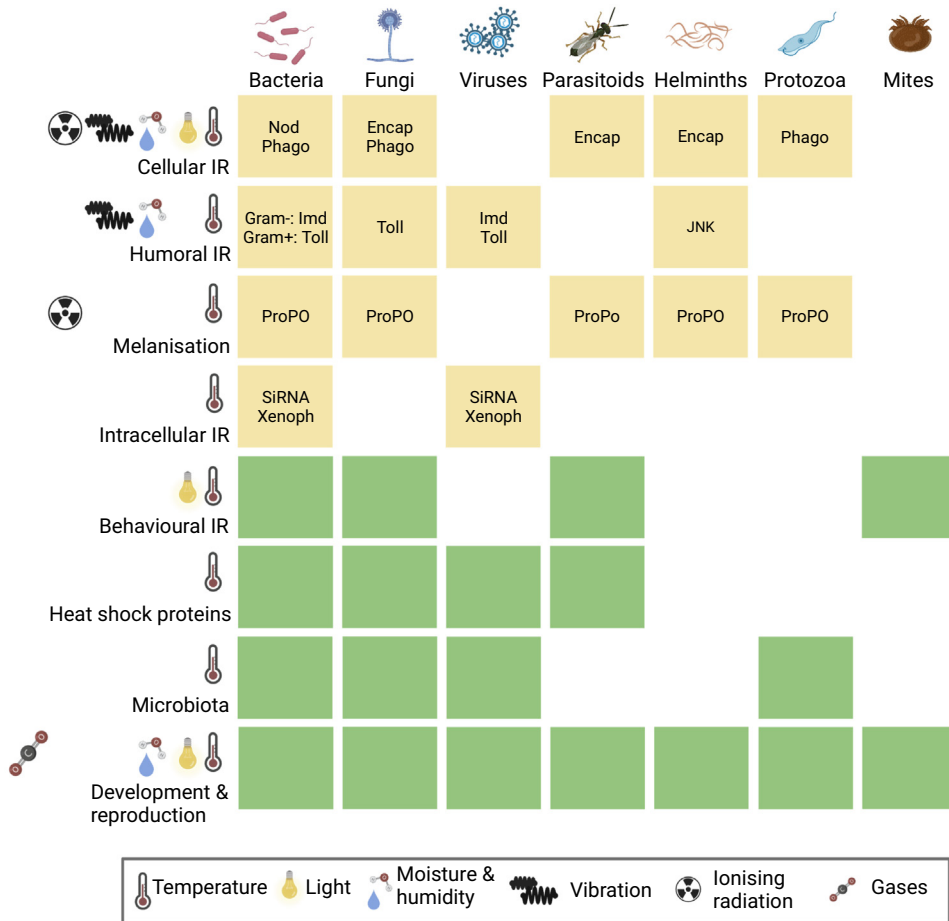 Bacteria Fungi Viruses Parasitoids Helminths Protozoa Mites
Cellular IR
Nod
Phago
Encap
Phago
Encap
Encap
Phago
Humoral IR
Gram-: Imd
Gram+: Toll
Toll
Imd
Toll
JNK
Melanisation
ProPO
ProPO
ProPo
ProPO
ProPO
Intracellular IR
SiRNA
Xenoph
SiRNA
Xenoph
Behavioural IR
Heat shock proteins
Microbiota
Development &
reproduction
Temperature
Light
Moisture &
humidity
Vibration
Ionising
radiation
Gases